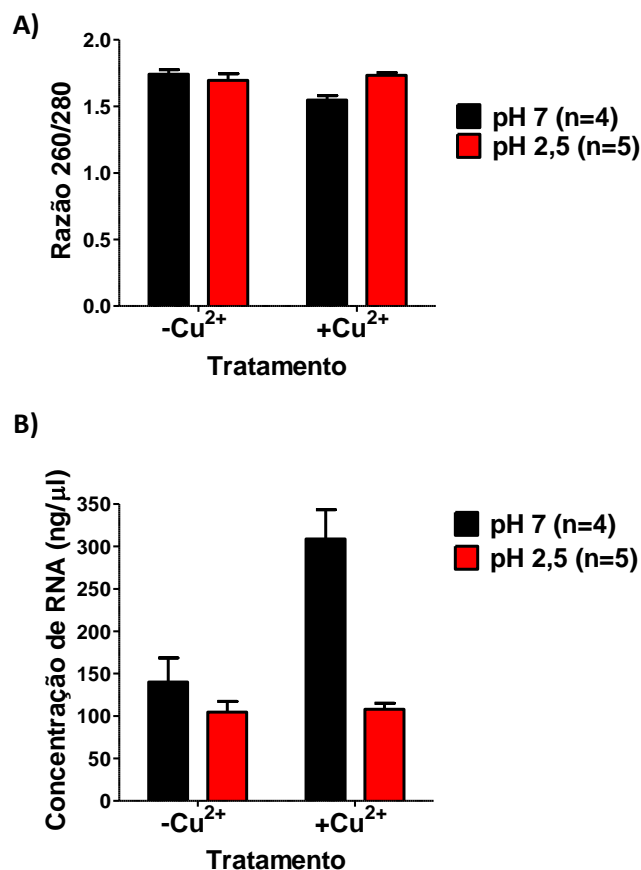 A)
Razão 260/280
2.0
1.5
1.0
0.5
0.0
-Cu²⁺
+Cu²⁺
Tratamento
pH 7 (n=4)
pH 2,5 (n=5)
B)
Concentração de RNA (ng/µl)
350
300
250
200
150
100
50
0
-Cu²⁺
+Cu²⁺
Tratamento
pH 7 (n=4)
pH 2,5 (n=5)